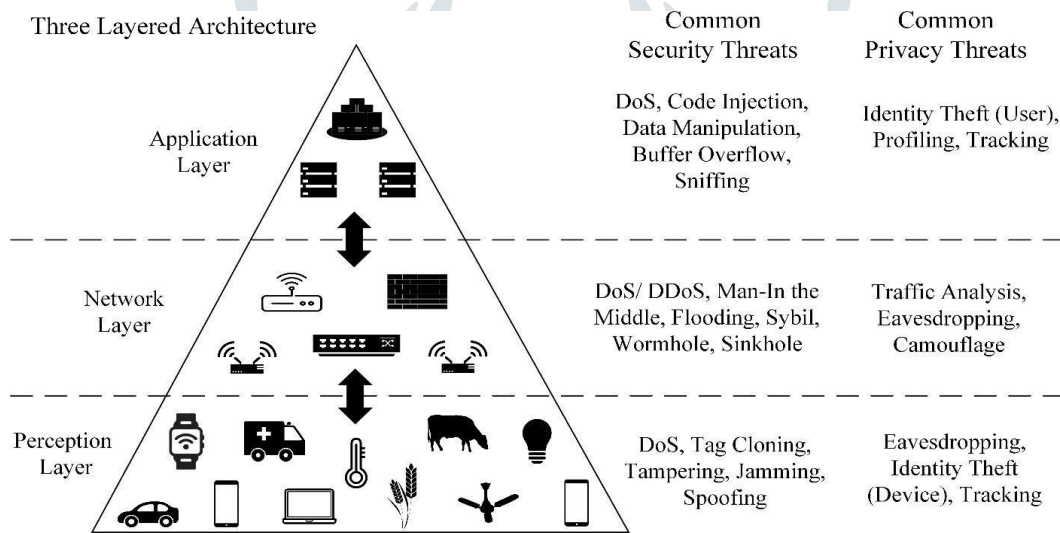 Three Layered Architecture
Common
Security Threats
Common
Privacy Threats
Application
Layer
DoS, Code Injection,
Data Manipulation,
Buffer Overflow,
Sniffing
Identity Theft (User),
Profiling, Tracking
Network
Layer
DoS/ DDoS, Man-In the
Middle, Flooding, Sybil,
Wormhole, Sinkhole
Traffic Analysis,
Eavesdropping,
Camouflage
Perception
Layer
DoS, Tag Cloning,
Tampering, Jamming,
Spoofing
Eavesdropping,
Identity Theft
(Device), Tracking